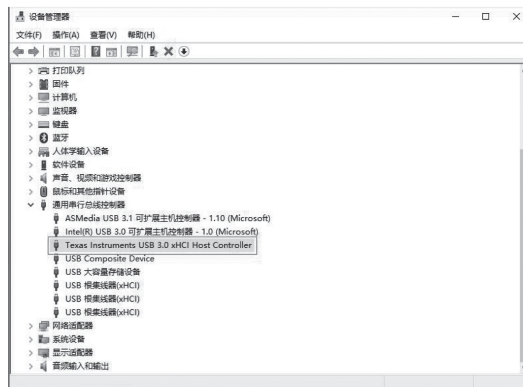 设备管理器
文件(F) 操作(A) 查看(V) 帮助(H)
打印队列
固件
计算机
监视器
键盘
蓝牙
人体学输入设备
软件设备
声音、视频和游戏控制器
鼠标和其他指针设备
通用串行总线控制器
ASMedia USB 3.1 可扩展主机控制器 - 1.10 (Microsoft)
Intel(R) USB 3.0 可扩展主机控制器 - 1.0 (Microsoft)
Texas Instruments USB 3.0 xHCI Host Controller
USB Composite Device
USB 大容量存储设备
USB 根集线器(xHCI)
USB 根集线器(xHCI)
USB 根集线器(xHCI)
网络适配器
系统设备
显示适配器
音频输入和输出